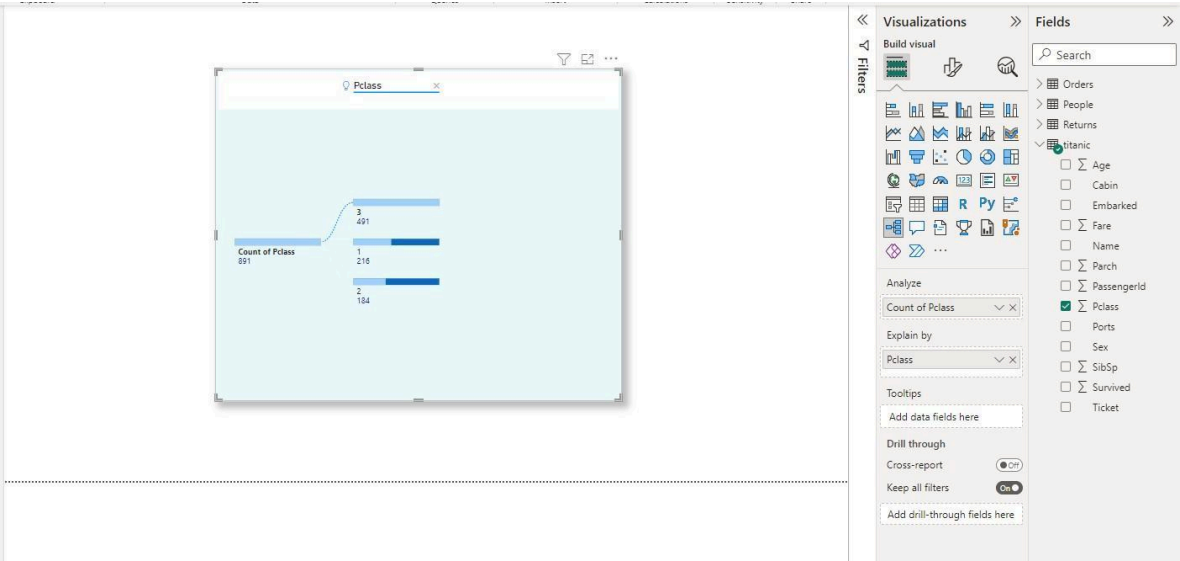 Pclass
3
491
Count of Pclass
891
1
216
2
184
Filters
Visualizations
Build visual
123
R
Py
Analyze
Count of Pclass
Explain by
Pclass
Tooltips
Add data fields here
Drill through
Cross-report
Off
Keep all filters
On
Add drill-through fields here
Fields
Search
Orders
People
Returns
titanic
∑ Age
Cabin
Embarked
∑ Fare
Name
∑ Parch
∑ PassengerId
∑ Pclass
Ports
Sex
∑ SibSp
∑ Survived
Ticket